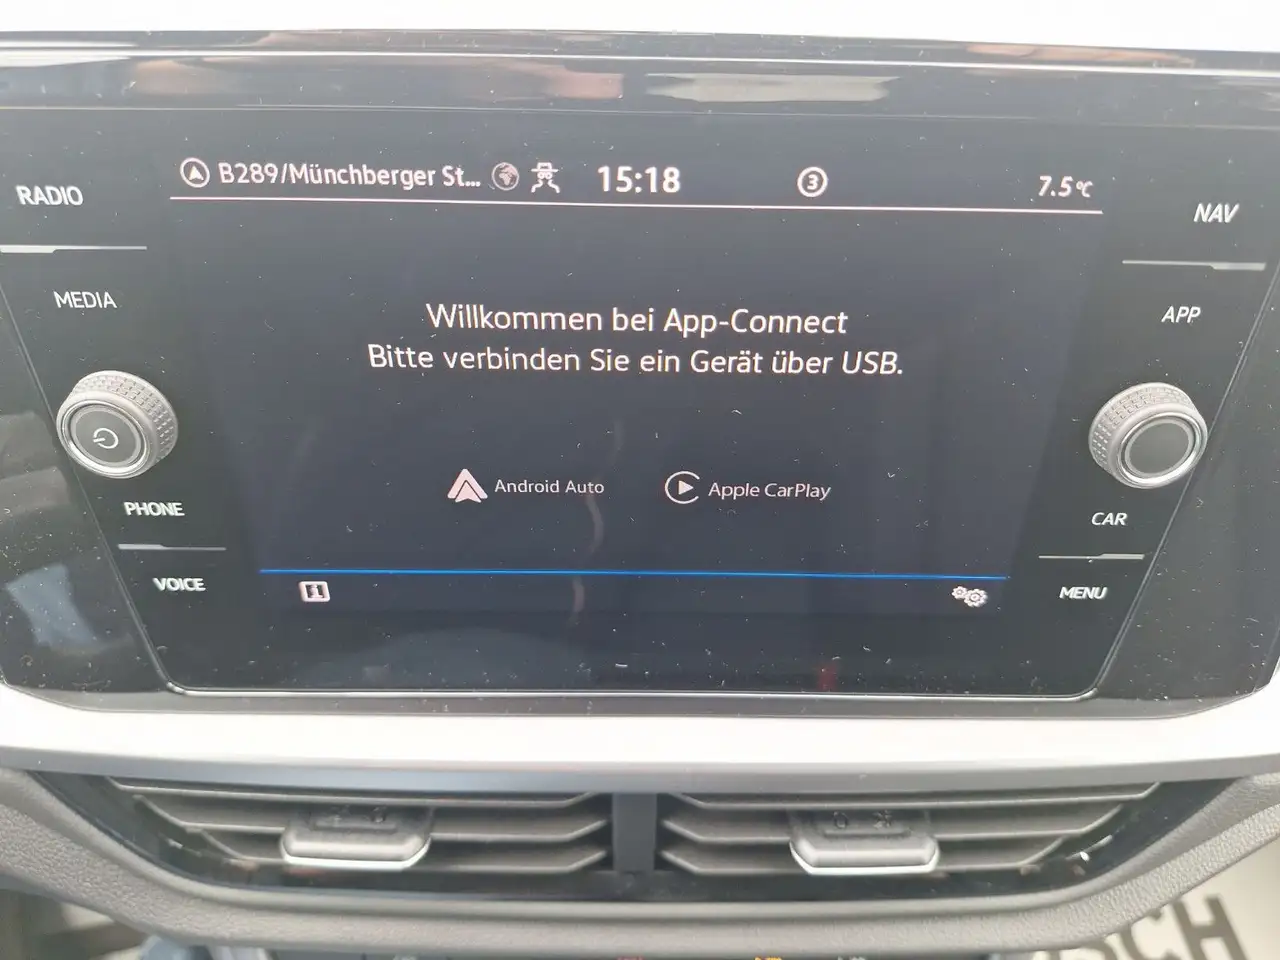 B289/Münchberger St... 15:18 3 7.5°C
RADIO
NAV
MEDIA
APP
Willkommen bei App-Connect
Bitte verbinden Sie ein Gerät über USB.
Android Auto
Apple CarPlay
PHONE
CAR
VOICE
MENU